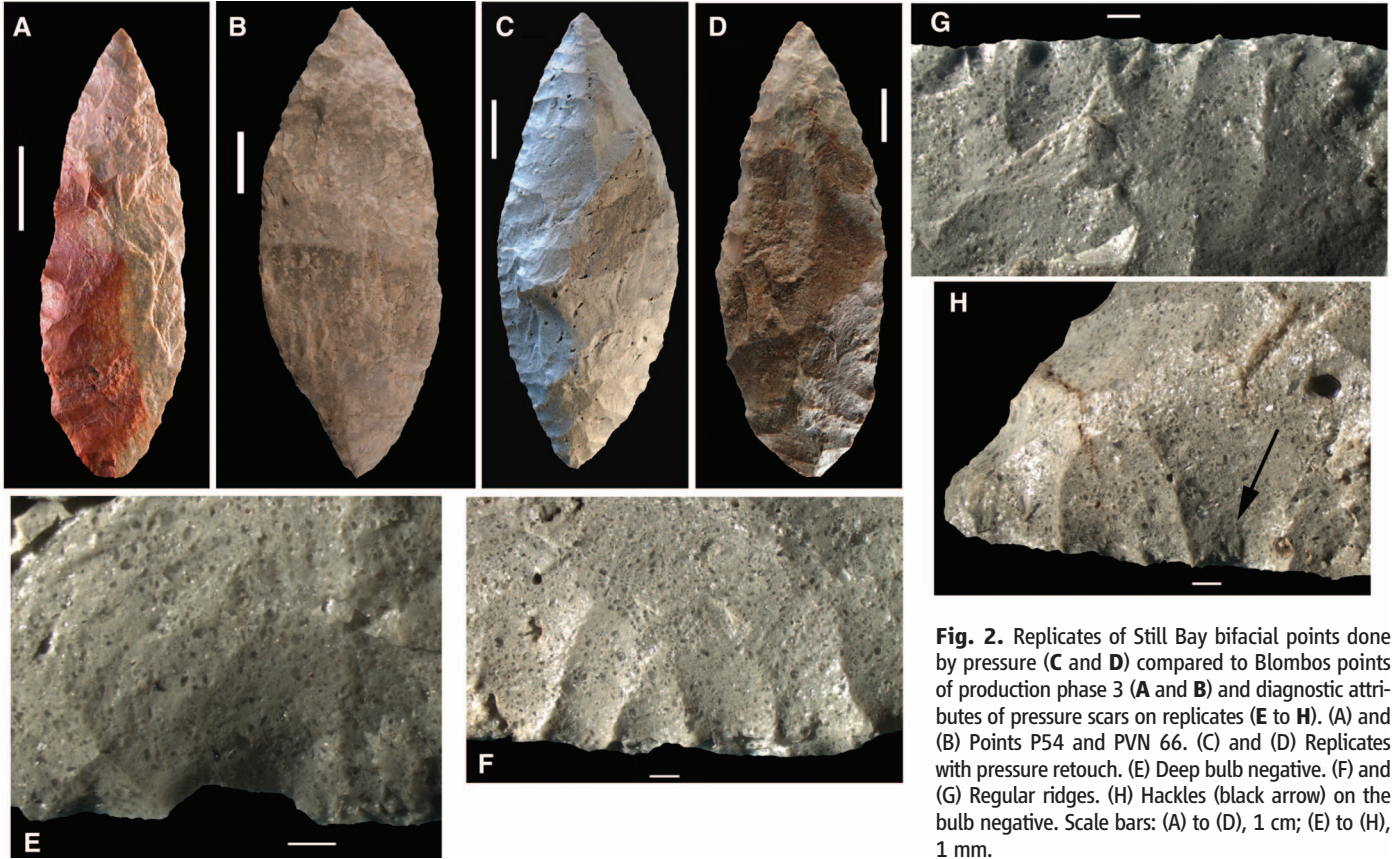 A
B
C
D
G
H
E
F
Fig. 2. Replicates of Still Bay bifacial points done
by pressure (C and D) compared to Blombos points
of production phase 3 (A and B) and diagnostic attri-
butes of pressure scars on replicates (E to H). (A) and
(B) Points P54 and PVN 66. (C) and (D) Replicates
with pressure retouch. (E) Deep bulb negative. (F) and
(G) Regular ridges. (H) Hackles (black arrow) on the
bulb negative. Scale bars: (A) to (D), 1 cm; (E) to (H),
1 mm.